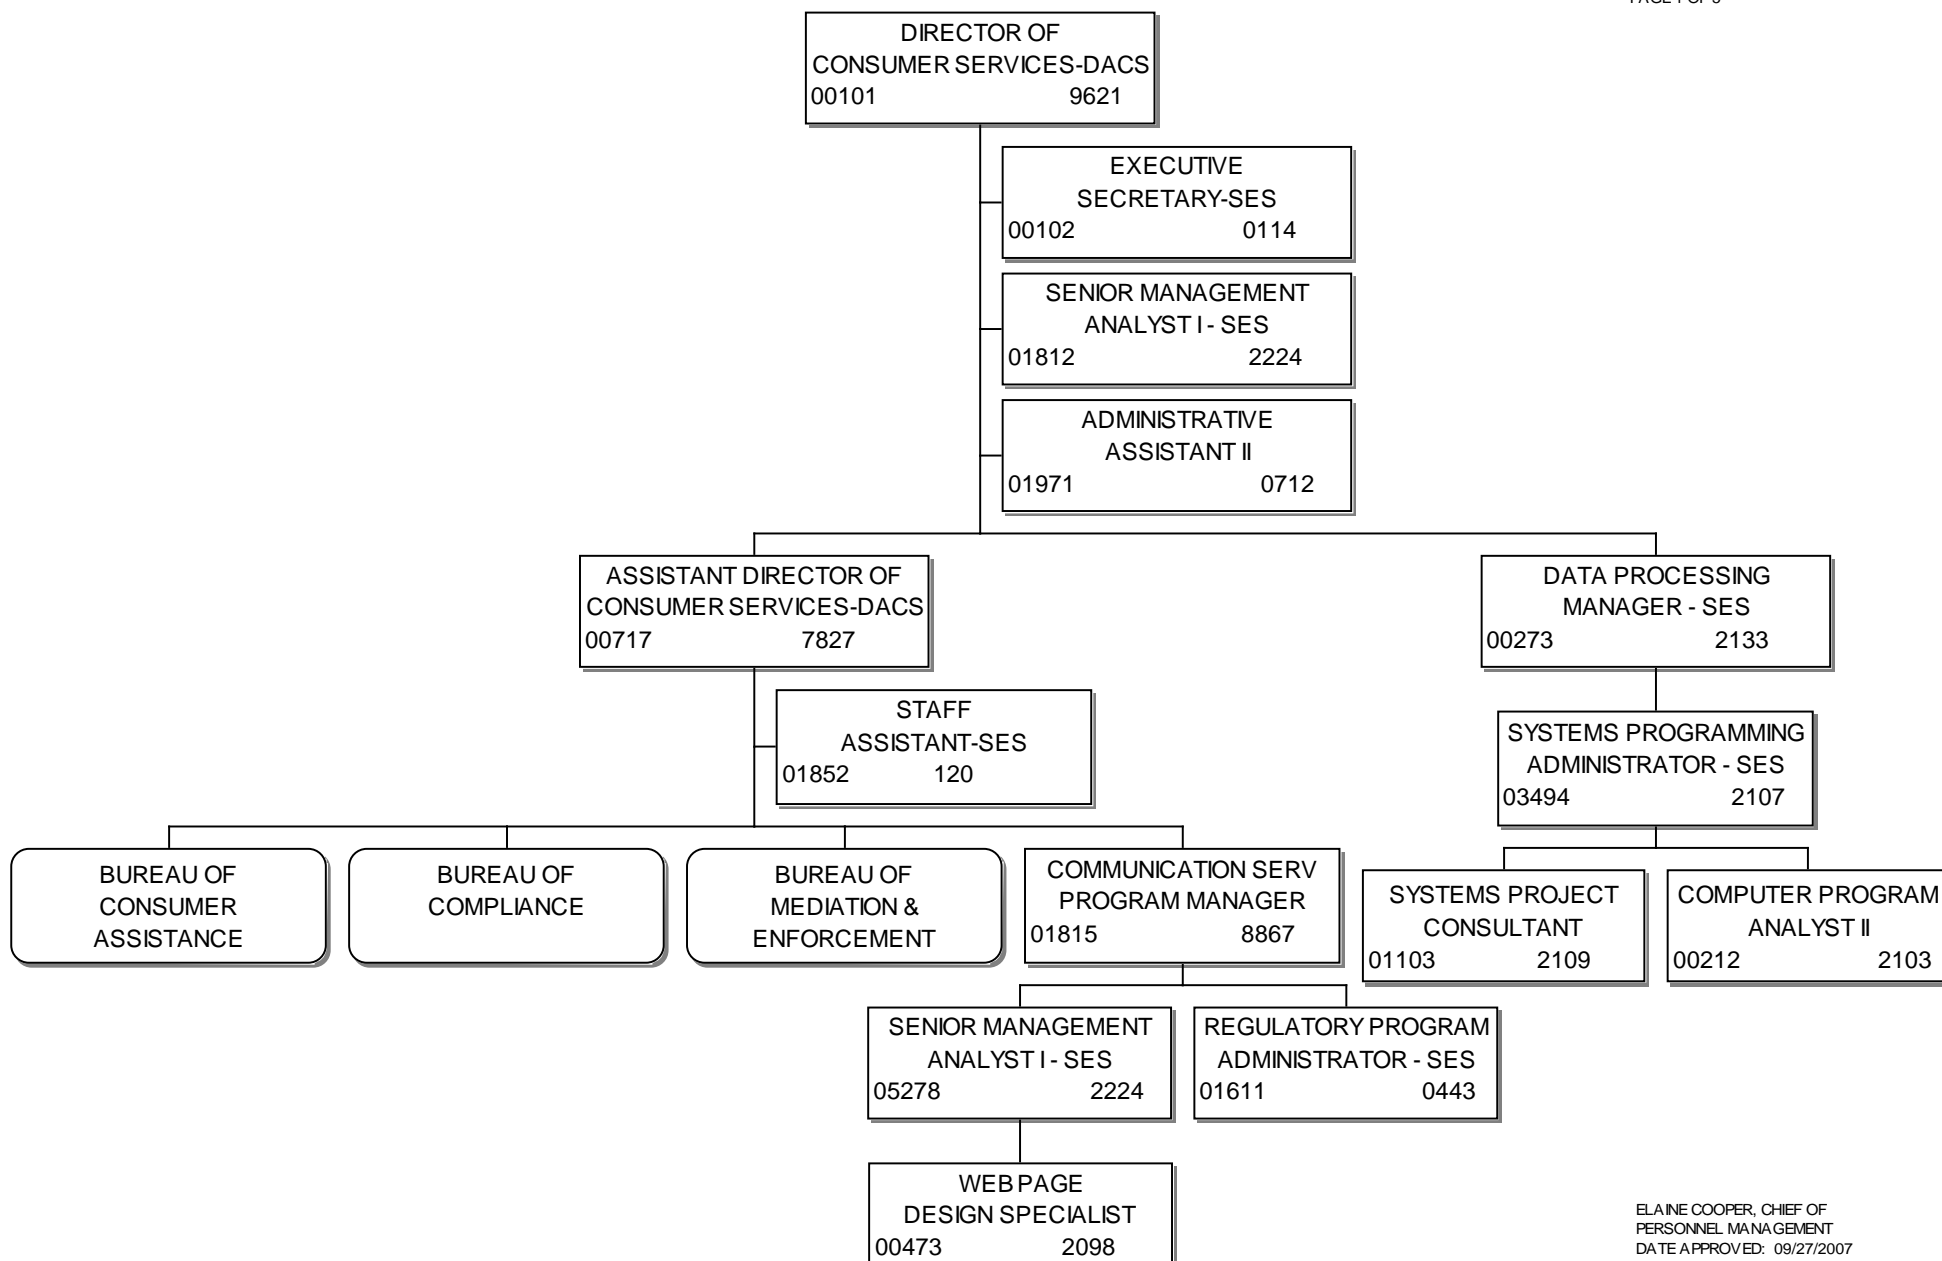 PAGE 1 OF 5
DIRECTOR OF
CONSUMER SERVICES-DACS
00101 9621
EXECUTIVE
SECRETARY-SES
00102 0114
SENIOR MANAGEMENT
ANALYST I - SES
01812 2224
ADMINISTRATIVE
ASSISTANT II
01971 0712
ASSISTANT DIRECTOR OF
CONSUMER SERVICES-DACS
00717 7827
DATA PROCESSING
MANAGER - SES
00273 2133
STAFF
ASSISTANT-SES
01852 120
SYSTEMS PROGRAMMING
ADMINISTRATOR - SES
03494 2107
BUREAU OF
CONSUMER
ASSISTANCE
BUREAU OF
COMPLIANCE
BUREAU OF
MEDIATION &
ENFORCEMENT
COMMUNICATION SERV
PROGRAM MANAGER
01815 8867
SYSTEMS PROJECT
CONSULTANT
01103 2109
COMPUTER PROGRAM
ANALYST II
00212 2103
SENIOR MANAGEMENT
ANALYST I - SES
05278 2224
REGULATORY PROGRAM
ADMINISTRATOR - SES
01611 0443
WEB PAGE
DESIGN SPECIALIST
00473 2098
ELAINE COOPER, CHIEF OF
PERSONNEL MANAGEMENT
DATE APPROVED: 09/27/2007